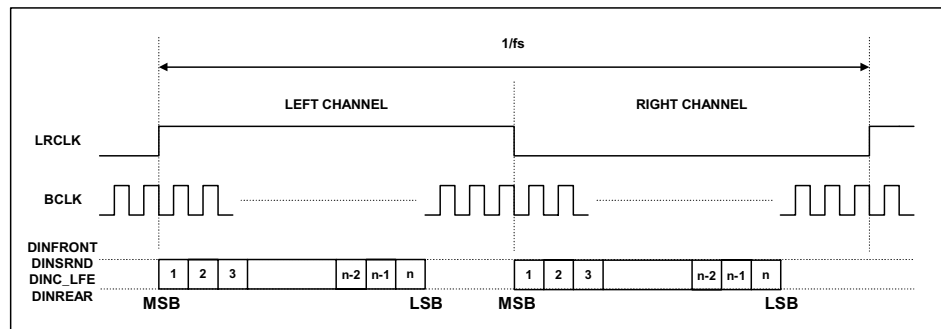 1/fs
LEFT CHANNEL
RIGHT CHANNEL
LRCLK
BCLK
DINFRONT
DINSRND
DINC_LFE
DINREAR
1 2 3 n-2 n-1 n 1 2 3 n-2 n-1 n
MSB LSB MSB LSB